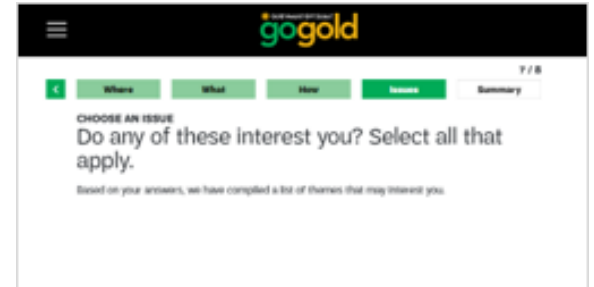 gogold
7 / 8
Where What How Issues Summary
CHOOSE AN ISSUE
Do any of these interest you? Select all that
apply.
Based on your answers, we have compiled a list of themes that may interest you.